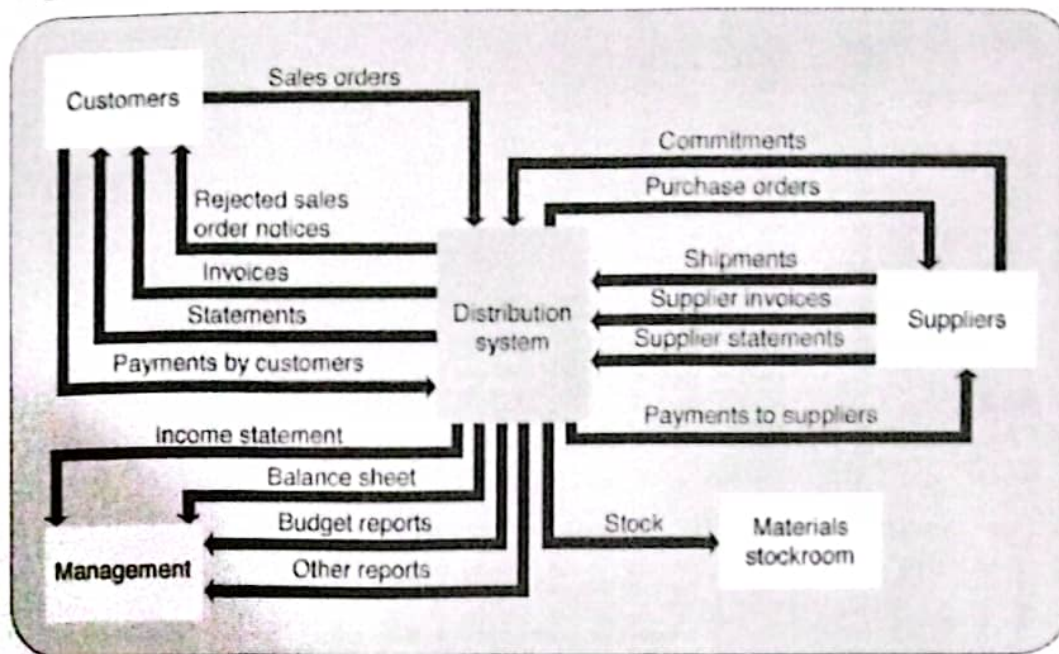 Customers
Sales orders
Commitments
Purchase orders
Rejected sales
order notices
Invoices
Statements
Payments by customers
Distribution
system
Shipments
Supplier invoices
Supplier statements
Suppliers
Payments to suppliers
Income statement
Balance sheet
Budget reports
Other reports
Management
Stock
Materials
stockroom